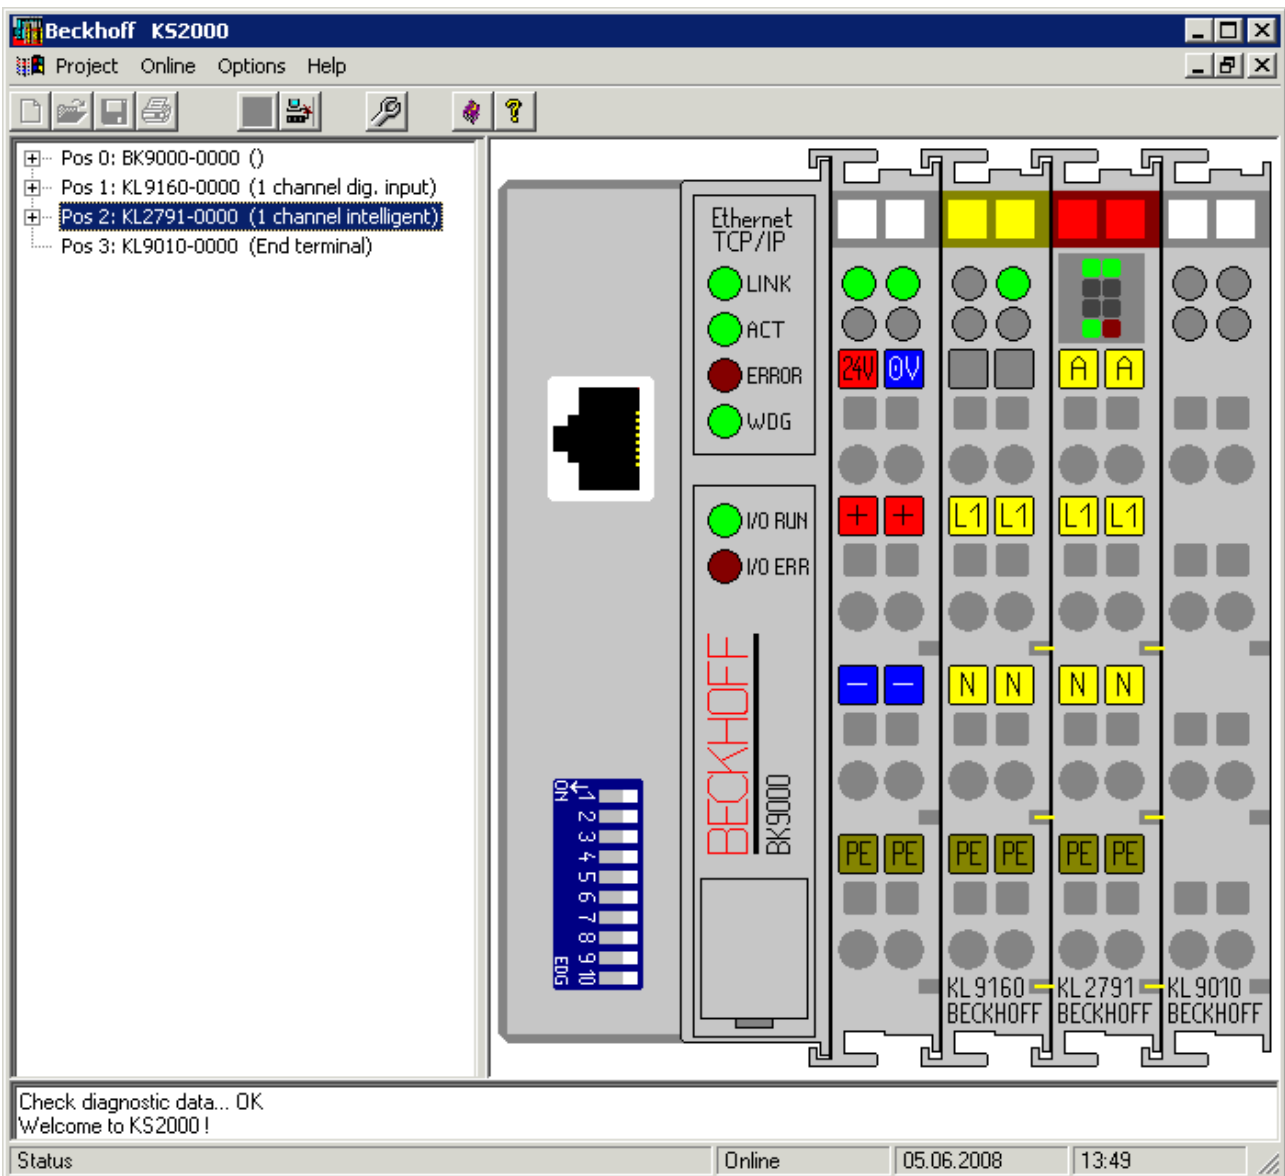 Beckhoff KS2000
Project Online Options Help
Pos 0: BK9000-0000 ()
Pos 1: KL9160-0000 (1 channel dig. input)
Pos 2: KL2791-0000 (1 channel intelligent)
Pos 3: KL9010-0000 (End terminal)
Ethernet
TCP/IP
LINK
ACT
ERROR
WDG
I/O RUN
I/O ERR
BECKHOFF
BK9000
ON
1
2
3
4
5
6
7
8
9
10
EDG
24V 0V A A
+ + L1 L1 L1 L1
– – N N N N
PE PE PE PE PE PE
KL9160
BECKHOFF
KL2791
BECKHOFF
KL9010
BECKHOFF
Check diagnostic data... OK
Welcome to KS2000 !
Status Online 05.06.2008 13:49